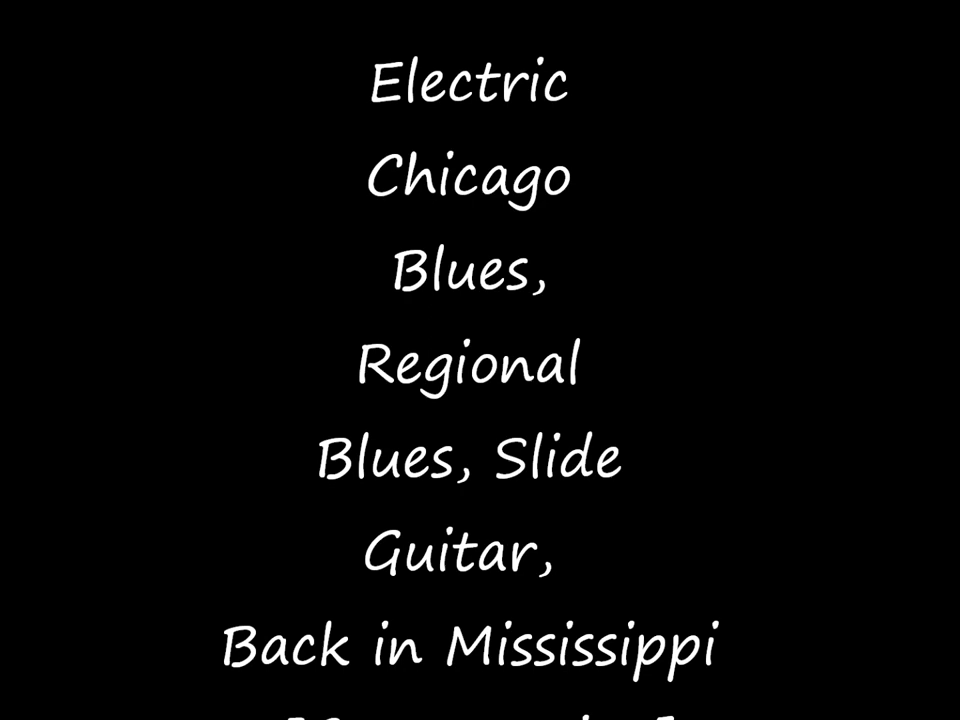 Electric
Chicago
Blues,
Regional
Blues, Slide
Guitar,
Back in Mississippi